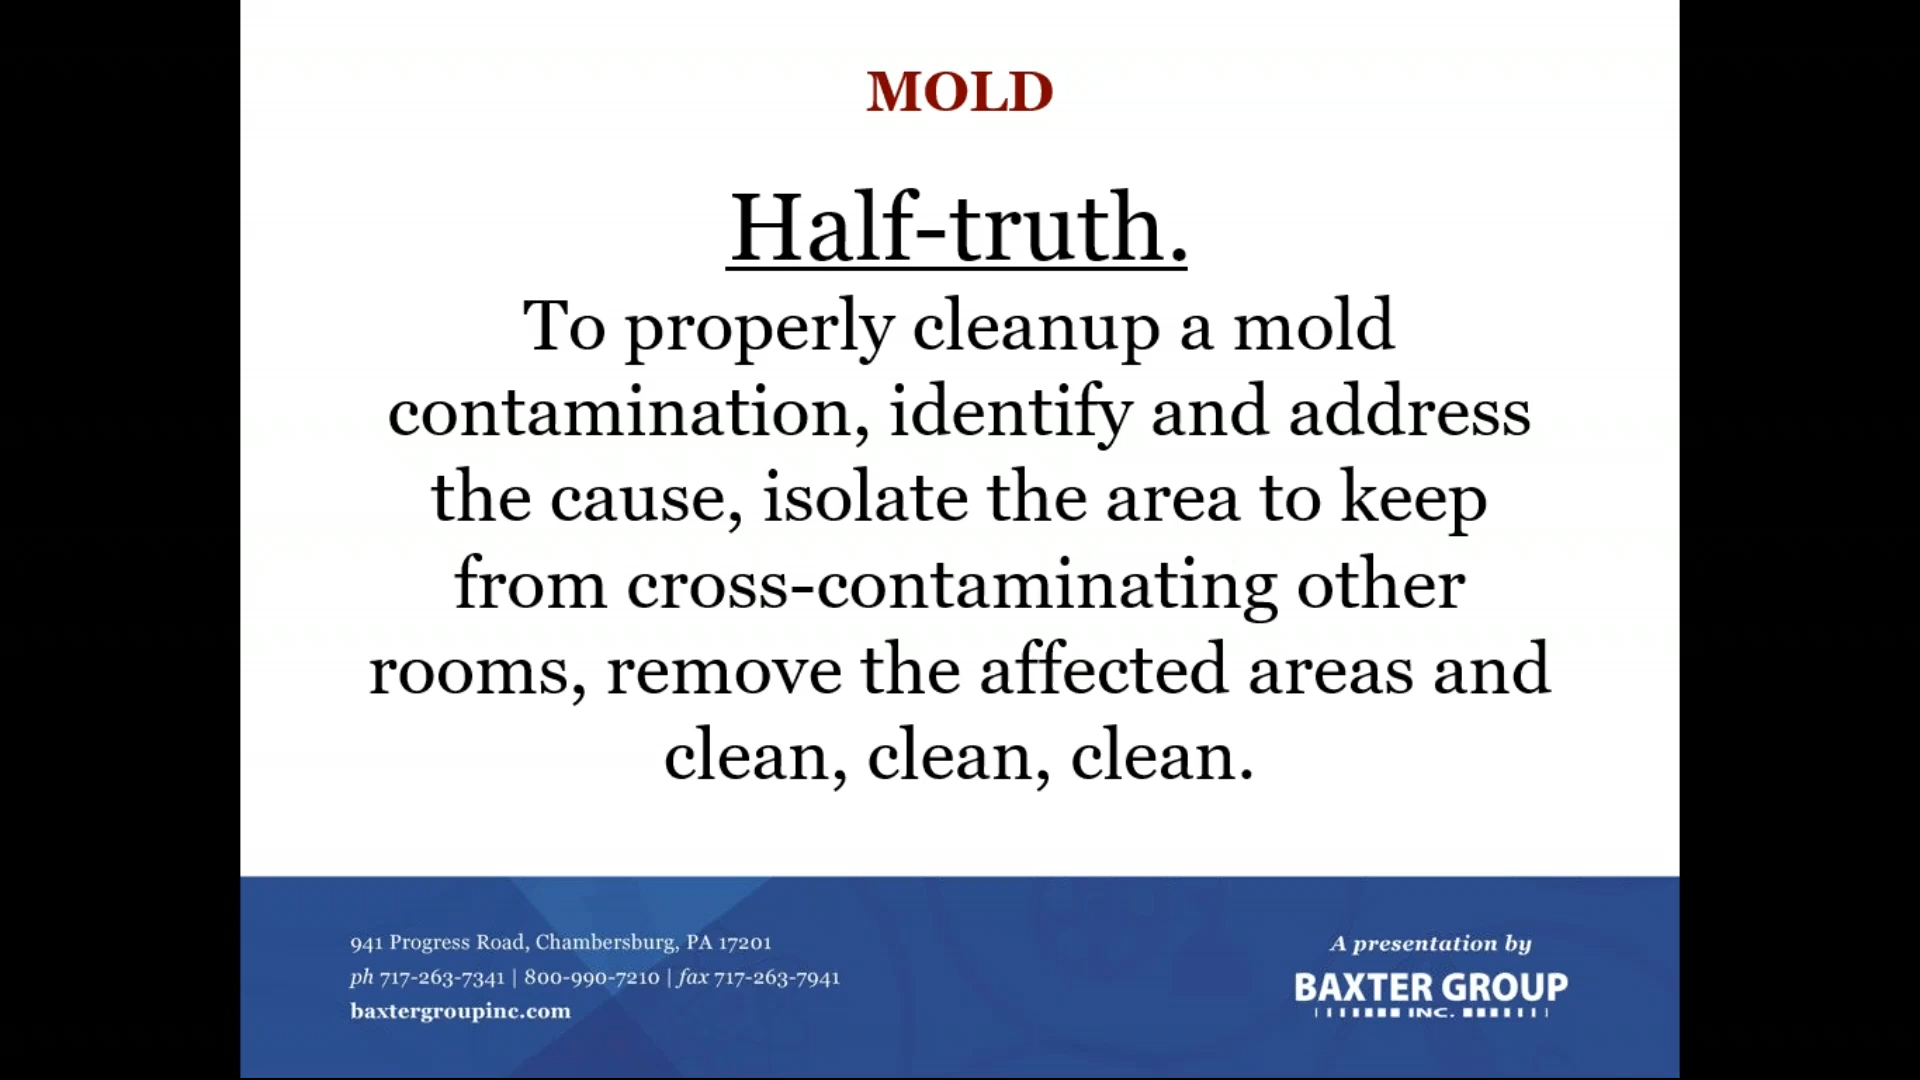 MOLD
Half-truth.
To properly cleanup a mold
contamination, identify and address
the cause, isolate the area to keep
from cross-contaminating other
rooms, remove the affected areas and
clean, clean, clean.
941 Progress Road, Chambersburg, PA 17201
ph 717-263-7341 | 800-990-7210 | fax 717-263-7941
baxtergroupinc.com
A presentation by
BAXTER GROUP
INC.